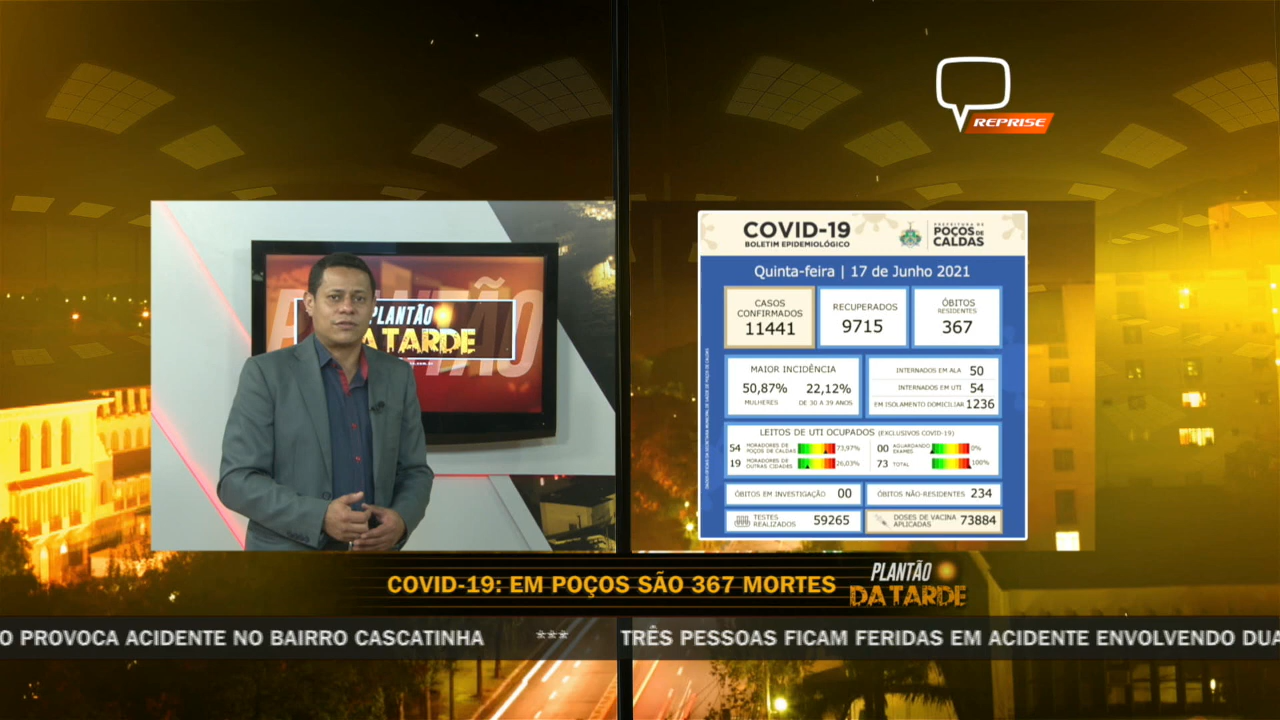 REPRISE
PLANTÃO
DA TARDE
COVID-19
BOLETIM EPIDEMIOLÓGICO
PREFEITURA DE
POÇOS DE
CALDAS
Quinta-feira | 17 de Junho 2021
CASOS
CONFIRMADOS
11441
RECUPERADOS
9715
ÓBITOS
RESIDENTES
367
MAIOR INCIDÊNCIA
50,87% 22,12%
MULHERES DE 30 A 39 ANOS
INTERNADOS EM ALA 50
INTERNADOS EM UTI 54
EM ISOLAMENTO DOMICILIAR 1236
LEITOS DE UTI OCUPADOS (EXCLUSIVOS COVID-19)
54 MORADORES DE
POÇOS DE CALDAS 73,97%
00 AGUARDANDO
EXAMES 0%
19 MORADORES DE
OUTRAS CIDADES 26,03%
73 TOTAL 100%
ÓBITOS EM INVESTIGAÇÃO 00
ÓBITOS NÃO-RESIDENTES 234
TESTES
REALIZADOS 59265
DOSES DE VACINA
APLICADAS 73884
COVID-19: EM POÇOS SÃO 367 MORTES
PLANTÃO
DA TARDE
O PROVOCA ACIDENTE NO BAIRRO CASCATINHA *** TRÊS PESSOAS FICAM FERIDAS EM ACIDENTE ENVOLVENDO DUA